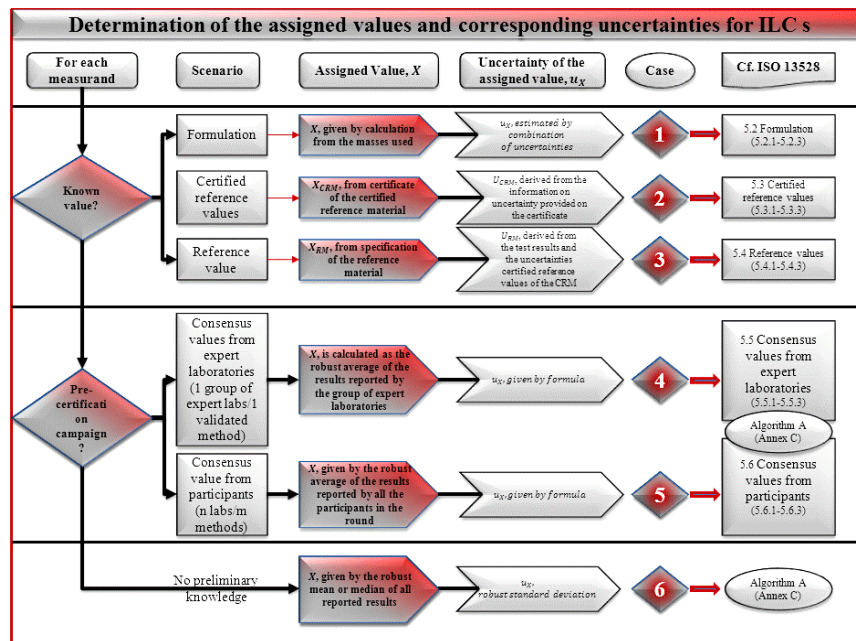 Determination of the assigned values and corresponding uncertainties for ILC s
For each
measurand
Scenario
Assigned Value, X
Uncertainty of the
assigned value, u_X
Case
Cf. ISO 13528
Known
value?
Formulation
X, given by calculation
from the masses used
u_X, estimated by
combination
of uncertainties
1
5.2 Formulation
(5.2.1-5.2.3)
Certified
reference
values
X_CRM, from certificate
of the certified
reference material
U_CRM, derived from the
information on
uncertainty provided on
the certificate
2
5.3 Certified
reference values
(5.3.1-5.3.3)
Reference
value
X_RM, from specification
of the reference
material
U_RM, derived from the
test results and
the uncertainties
certified reference
values of the CRM
3
5.4 Reference values
(5.4.1-5.4.3)
Pre-
certificati
on
campaign
?
Consensus
values from
expert
laboratories
(1 group of
expert labs/1
validated
method)
X, is calculated as the
robust average of the
results reported by
the group of expert
laboratories
u_X, given by formula
4
5.5 Consensus
values from
expert
laboratories
(5.5.1-5.5.3)
Algorithm A
(Annex C)
Consensus
value from
participants
(n labs/m
methods)
X, given by the robust
average of the results
reported by all the
participants in the
round
u_X, given by formula
5
5.6 Consensus
values from
participants
(5.6.1-5.6.3)
No preliminary
knowledge
X, given by the robust
mean or median of all
reported results
u_X,
robust standard deviation
6
Algorithm A
(Annex C)